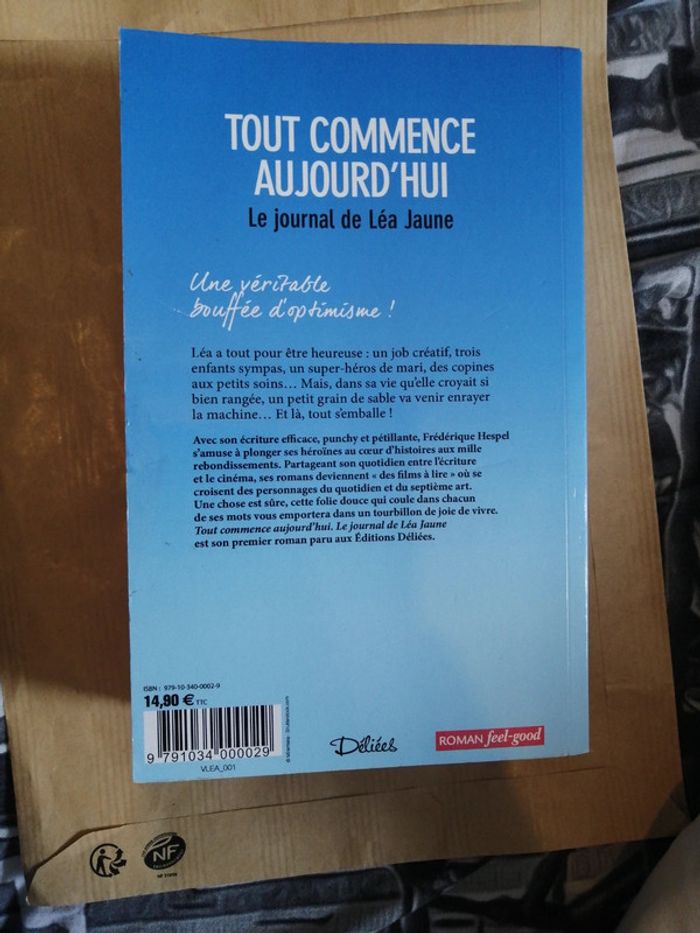 TOUT COMMENCE
AUJOURD'HUI
Le journal de Léa Jaune
Une véritable
bouffée d'optimisme !
Léa a tout pour être heureuse : un job créatif, trois
enfants sympas, un super-héros de mari, des copines
aux petits soins… Mais, dans sa vie qu'elle croyait si
bien rangée, un petit grain de sable va venir enrayer
la machine… Et là, tout s'emballe !
Avec son écriture efficace, punchy et pétillante, Frédérique Hespel
s'amuse à plonger ses héroïnes au cœur d'histoires aux mille
rebondissements. Partageant son quotidien entre l'écriture
et le cinéma, ses romans deviennent « des films à lire » où se
croisent des personnages du quotidien et du septième art.
Une chose est sûre, cette folie douce qui coule dans chacun
de ses mots vous emportera dans un tourbillon de joie de vivre.
Tout commence aujourd'hui. Le journal de Léa Jaune
est son premier roman paru aux Éditions Déliées.
ISBN : 979-10-340-0002-9
14,90 € TTC
9 791034 000029
VLEA_001
Shutterstock.com
Déliées
ROMAN feel-good
NF